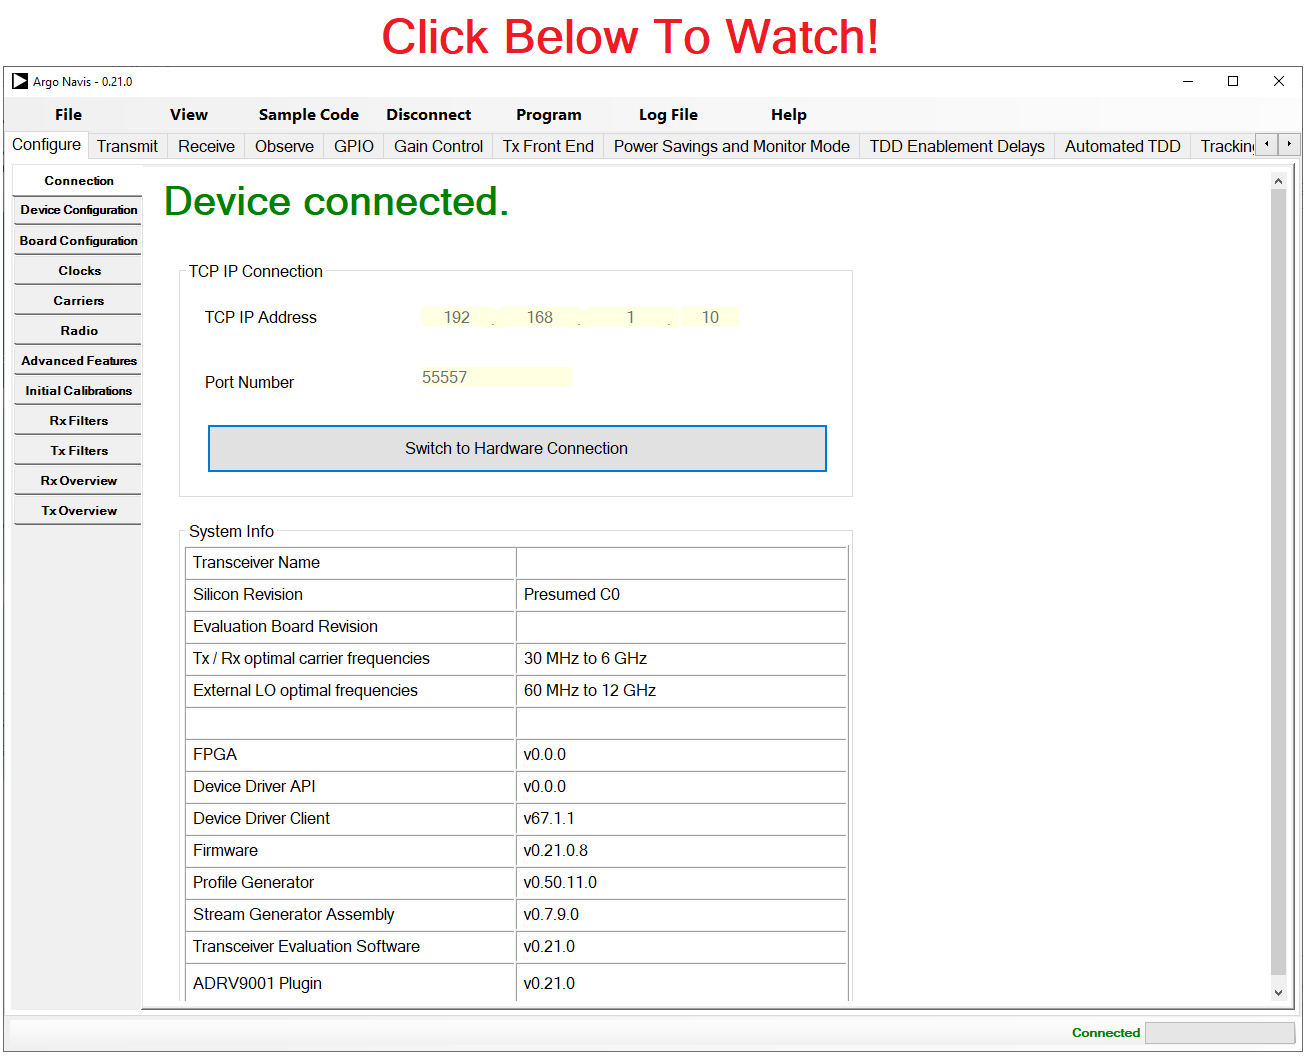 Click Below To Watch!
Argo Navis - 0.21.0
File View Sample Code Disconnect Program Log File Help
Configure Transmit Receive Observe GPIO Gain Control Tx Front End Power Savings and Monitor Mode TDD Enablement Delays Automated TDD Tracking
Connection
Device Configuration
Board Configuration
Clocks
Carriers
Radio
Advanced Features
Initial Calibrations
Rx Filters
Tx Filters
Rx Overview
Tx Overview
Device connected.
TCP IP Connection
TCP IP Address 192 . 168 . 1 . 10
Port Number 55557
Switch to Hardware Connection
System Info
Transceiver Name
Silicon Revision Presumed C0
Evaluation Board Revision
Tx / Rx optimal carrier frequencies 30 MHz to 6 GHz
External LO optimal frequencies 60 MHz to 12 GHz
FPGA v0.0.0
Device Driver API v0.0.0
Device Driver Client v67.1.1
Firmware v0.21.0.8
Profile Generator v0.50.11.0
Stream Generator Assembly v0.7.9.0
Transceiver Evaluation Software v0.21.0
ADRV9001 Plugin v0.21.0
Connected